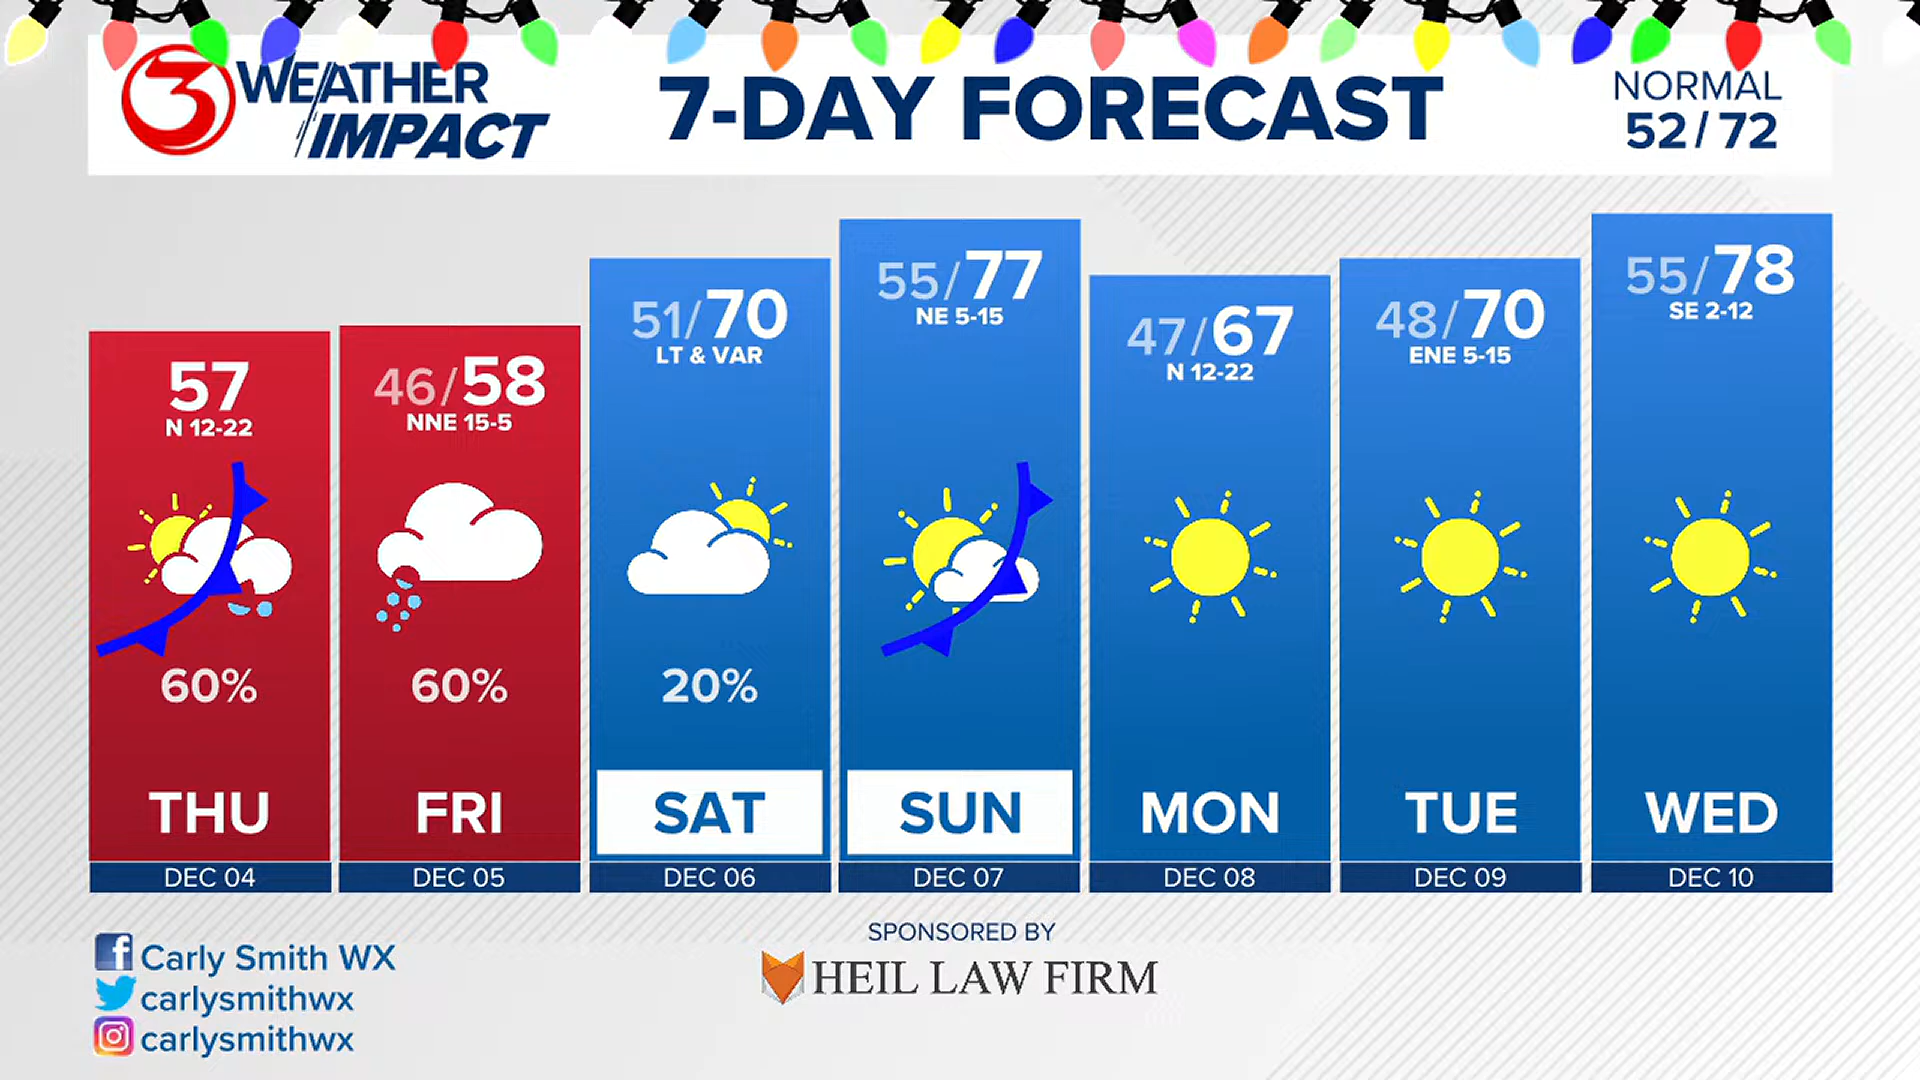 3 WEATHER IMPACT
7-DAY FORECAST
NORMAL
52/72
57
N 12-22
60%
THU
DEC 04
46/58
NNE 15-5
60%
FRI
DEC 05
51/70
LT & VAR
20%
SAT
DEC 06
55/77
NE 5-15
SUN
DEC 07
47/67
N 12-22
MON
DEC 08
48/70
ENE 5-15
TUE
DEC 09
55/78
SE 2-12
WED
DEC 10
Carly Smith WX
carlysmithwx
carlysmithwx
SPONSORED BY
HEIL LAW FIRM